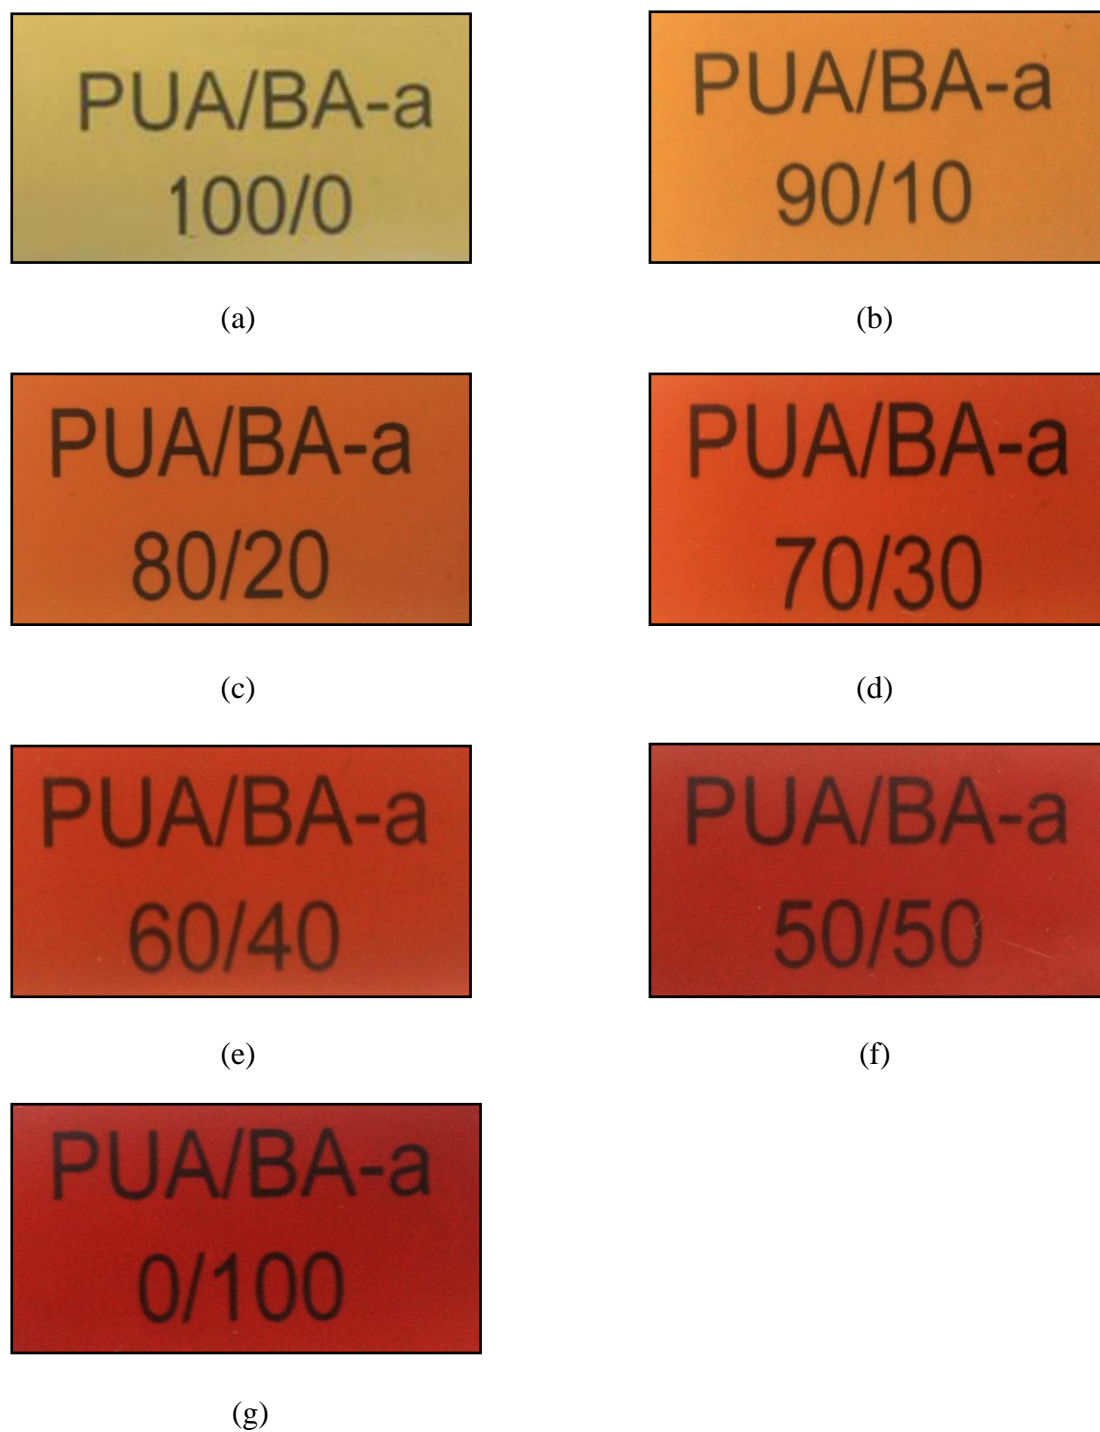 PUA/BA-a
100/0
(a)
PUA/BA-a
90/10
(b)
PUA/BA-a
80/20
(c)
PUA/BA-a
70/30
(d)
PUA/BA-a
60/40
(e)
PUA/BA-a
50/50
(f)
PUA/BA-a
0/100
(g)